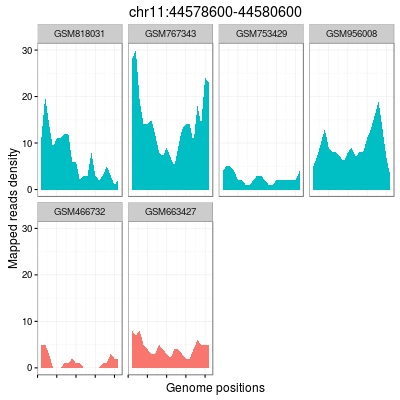 chr11:44578600-44580600
GSM818031 GSM767343 GSM753429 GSM956008
30
20
10
0
GSM466732 GSM663427
30
20
10
0
Mapped reads density
Genome positions